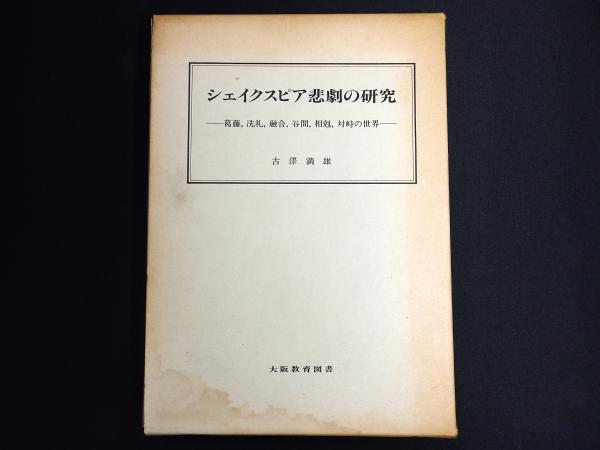 シェイクスピア悲劇の研究
――葛藤，洗礼，融合，谷間，相剋，対峙の世界――
古澤満雄
大阪教育図書